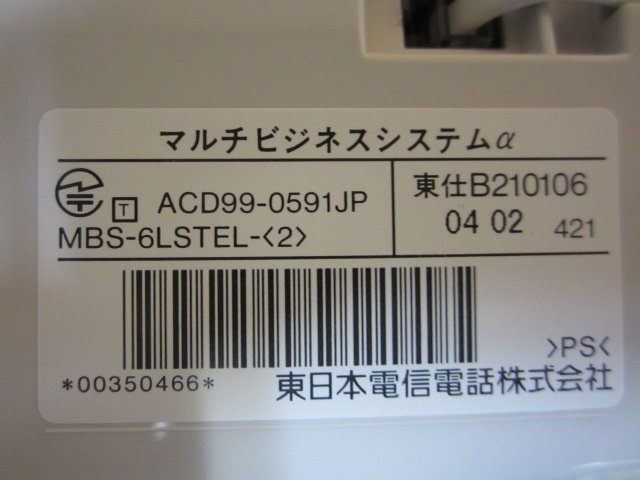 マルチビジネスシステムα
T ACD99-0591JP
MBS-6LSTEL-<2>
東仕B210106
04 02 421
>PS<
*00350466*
東日本電信電話株式会社